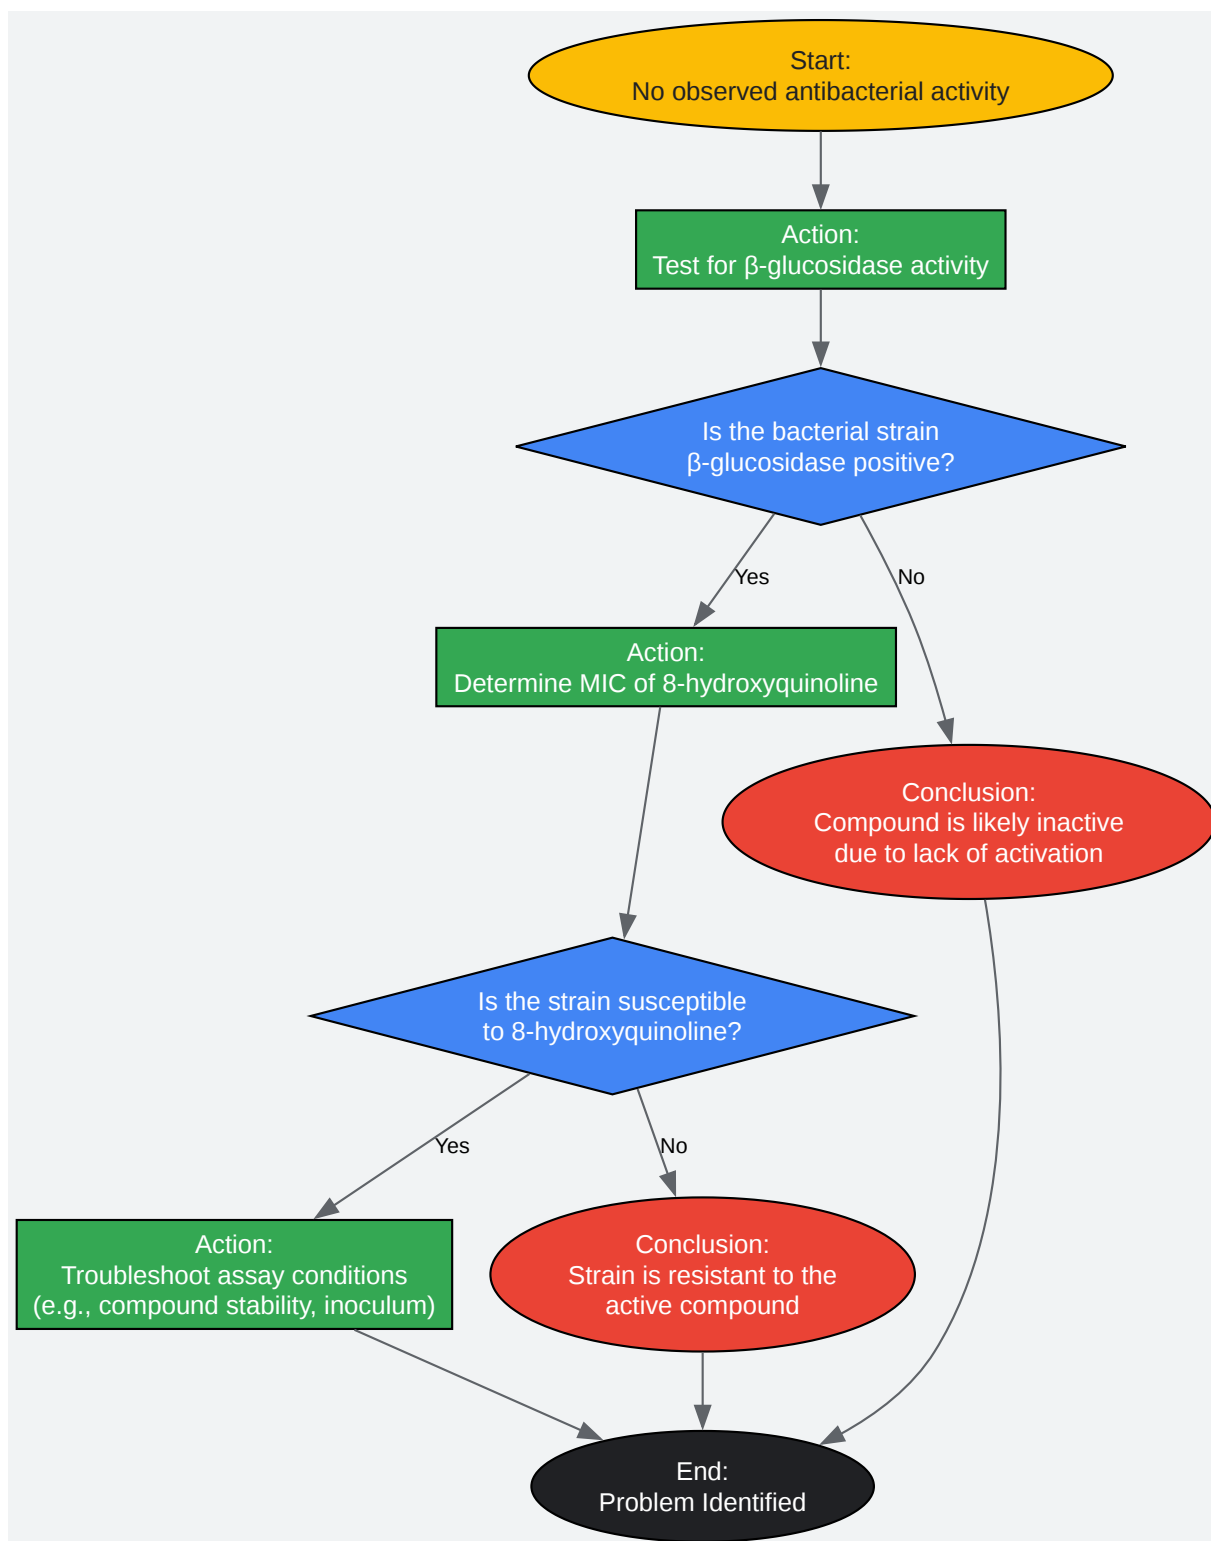 Start:
No observed antibacterial activity
Action:
Test for β-glucosidase activity
Is the bacterial strain
β-glucosidase positive?
Yes
No
Action:
Determine MIC of 8-hydroxyquinoline
Conclusion:
Compound is likely inactive
due to lack of activation
Is the strain susceptible
to 8-hydroxyquinoline?
Yes
No
Action:
Troubleshoot assay conditions
(e.g., compound stability, inoculum)
Conclusion:
Strain is resistant to the
active compound
End:
Problem Identified